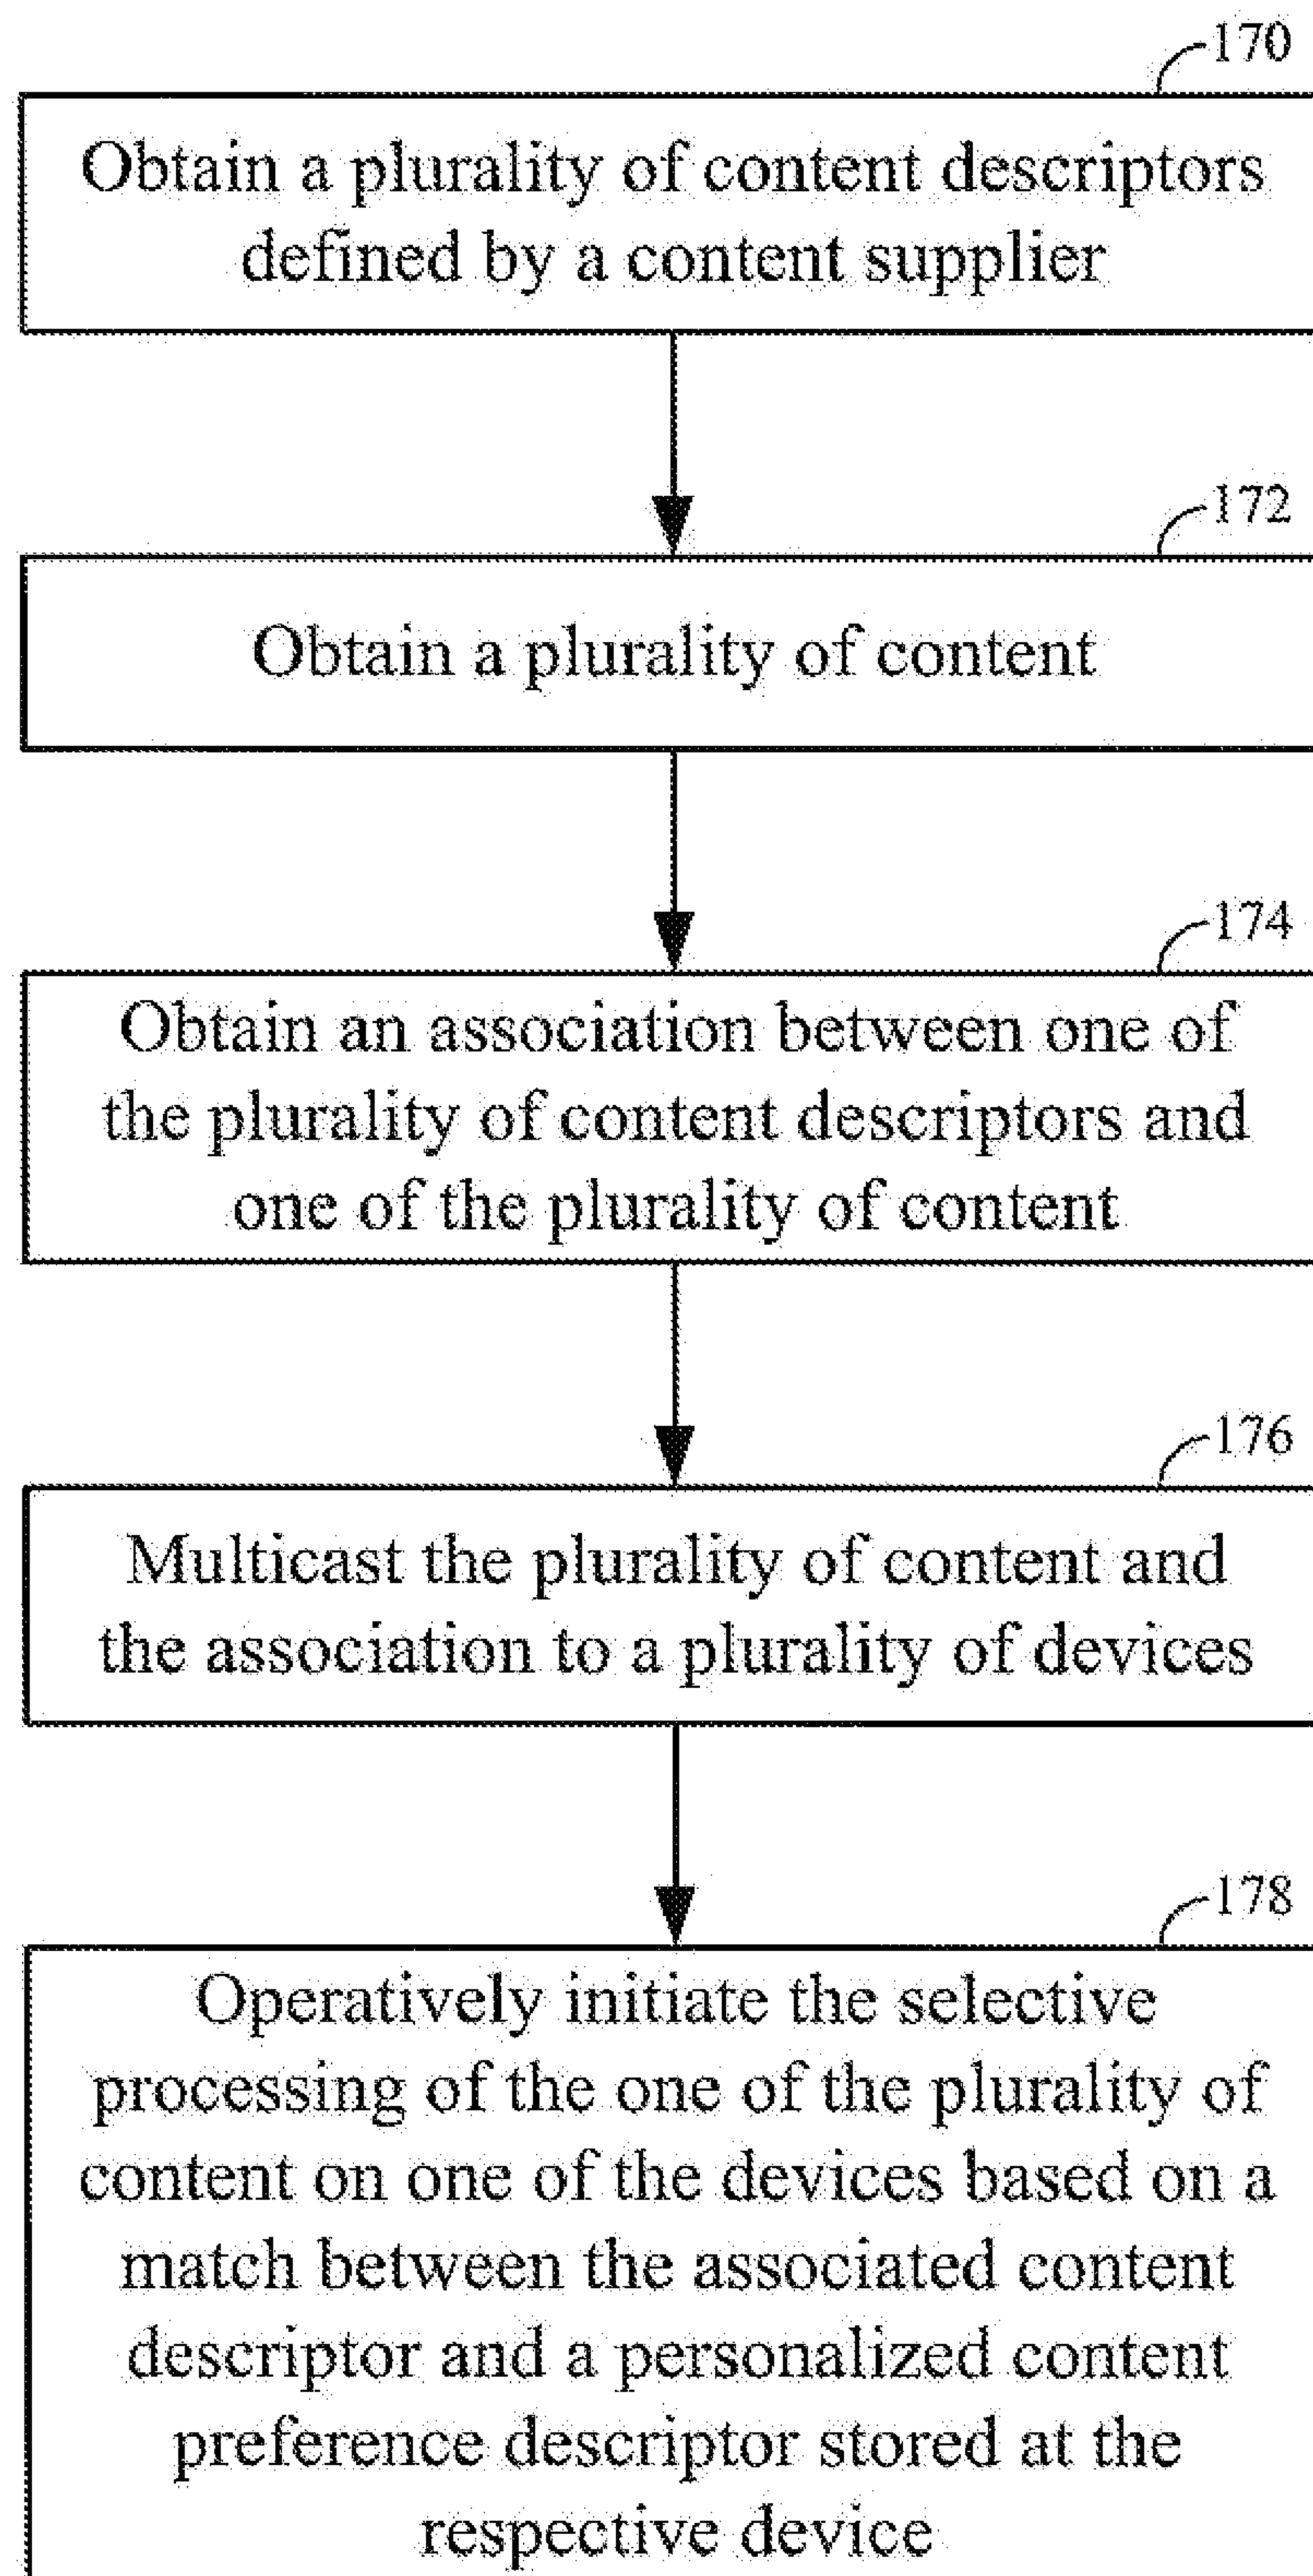 170
Obtain a plurality of content descriptors
defined by a content supplier
172
Obtain a plurality of content
174
Obtain an association between one of
the plurality of content descriptors and
one of the plurality of content
176
Multicast the plurality of content and
the association to a plurality of devices
178
Operatively initiate the selective
processing of the one of the plurality of
content on one of the devices based on a
match between the associated content
descriptor and a personalized content
preference descriptor stored at the
respective device